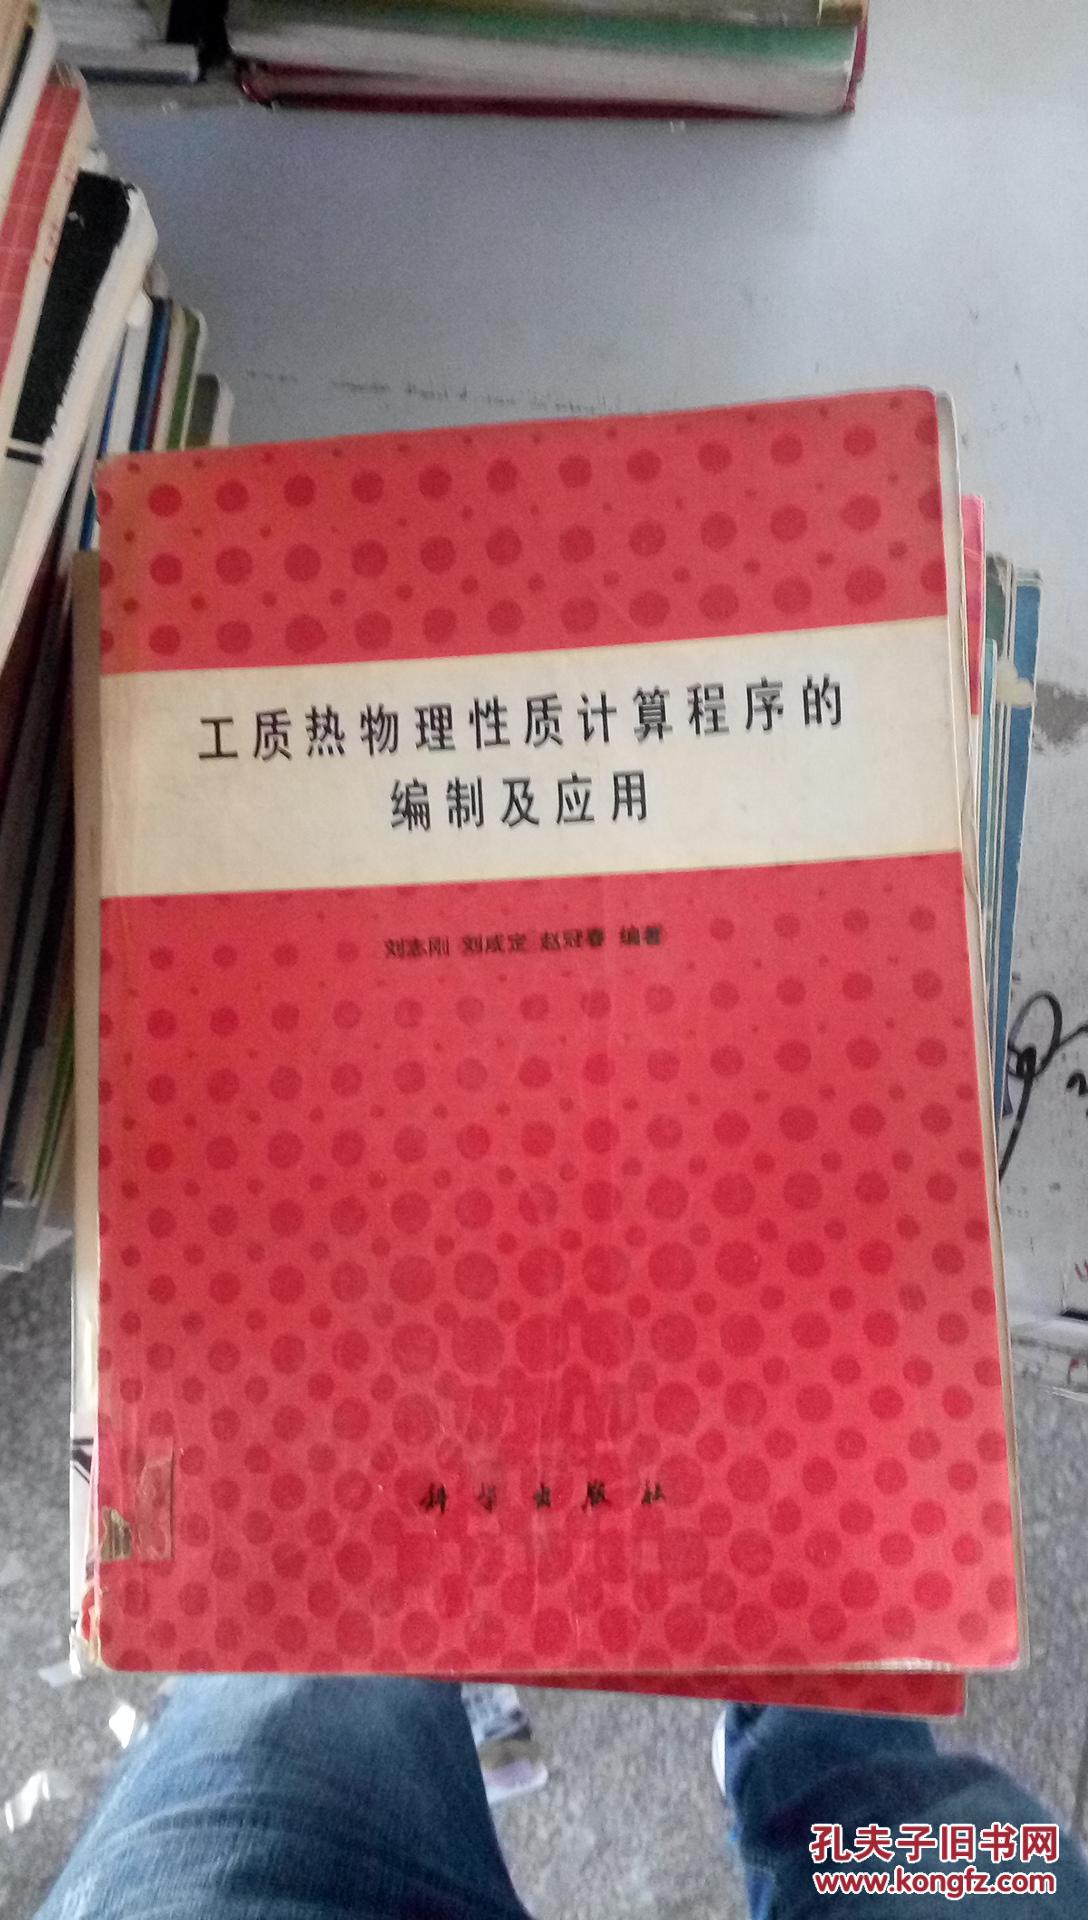 工质热物理性质计算程序的
编制及应用
刘志刚 刘咸定 赵冠春 编著
科学出版社
孔夫子旧书网
www.kongfz.com